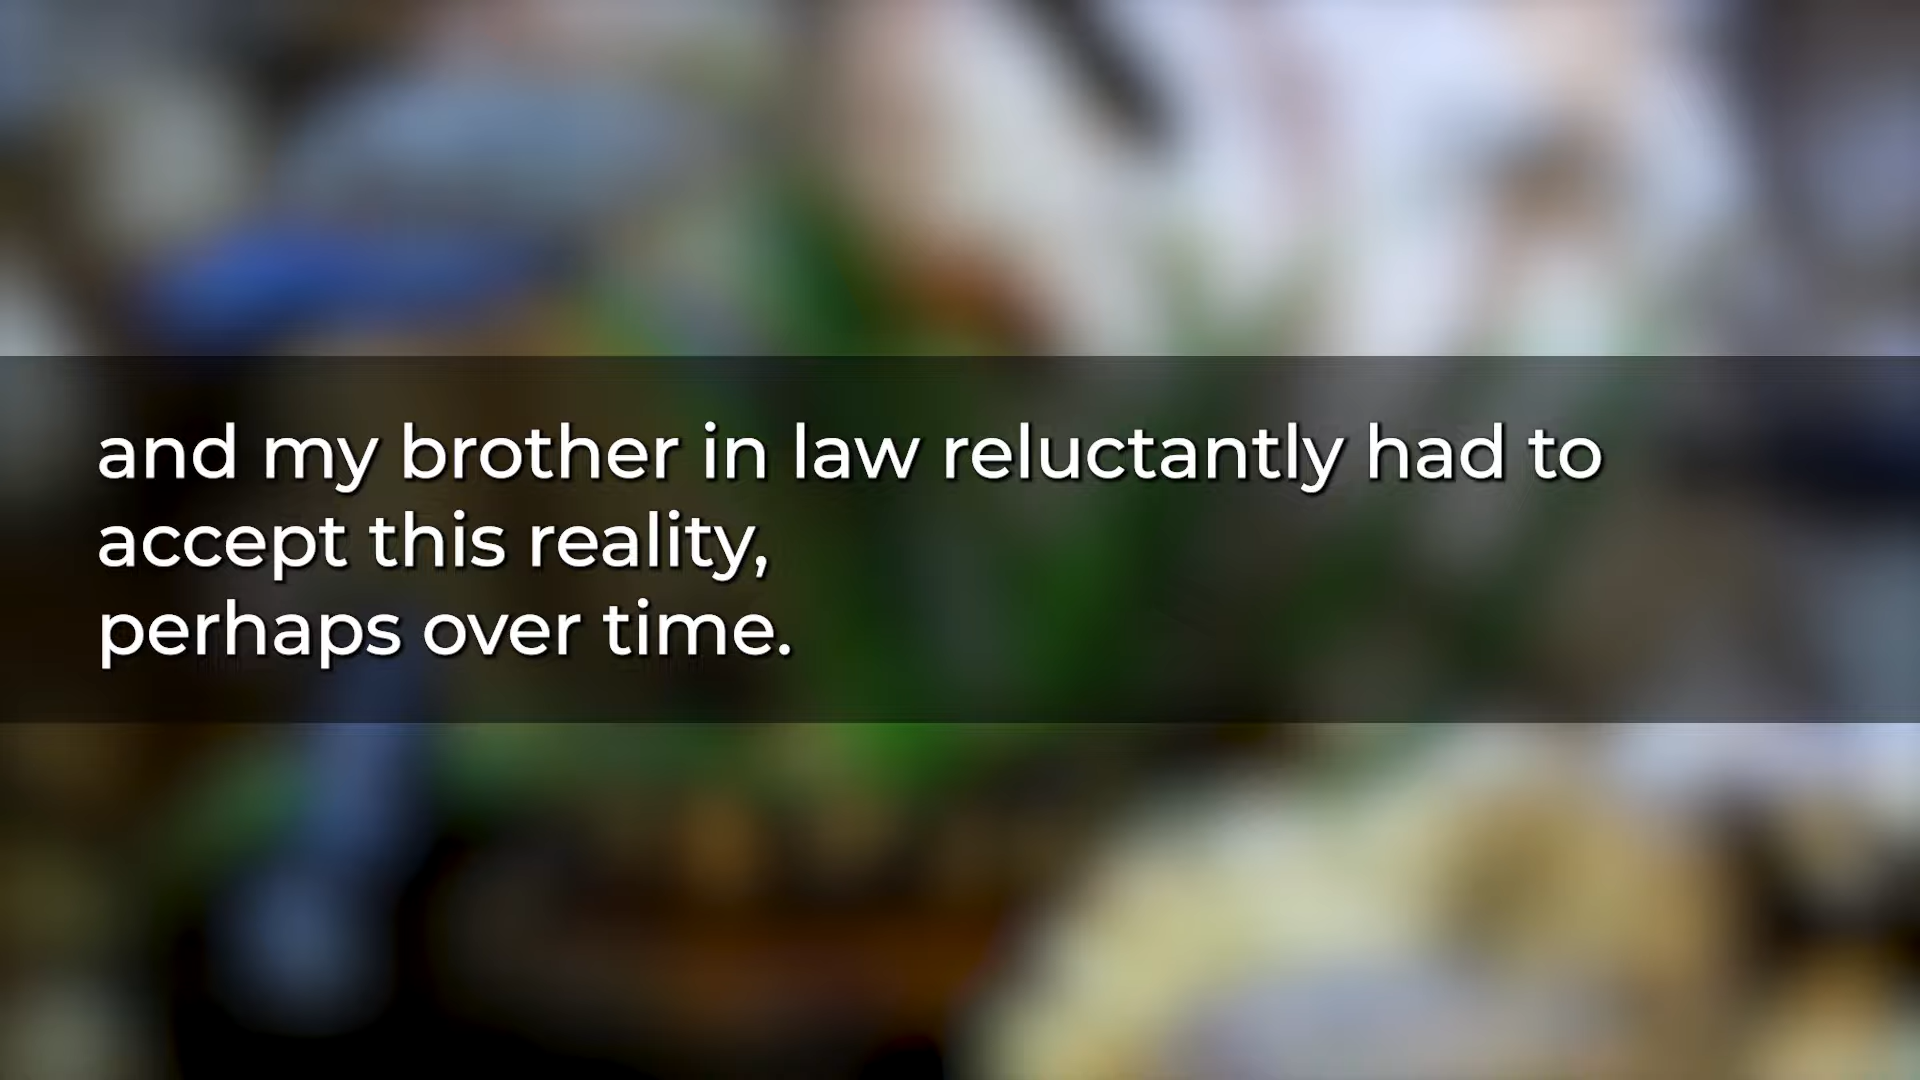 and my brother in law reluctantly had to
accept this reality,
perhaps over time.